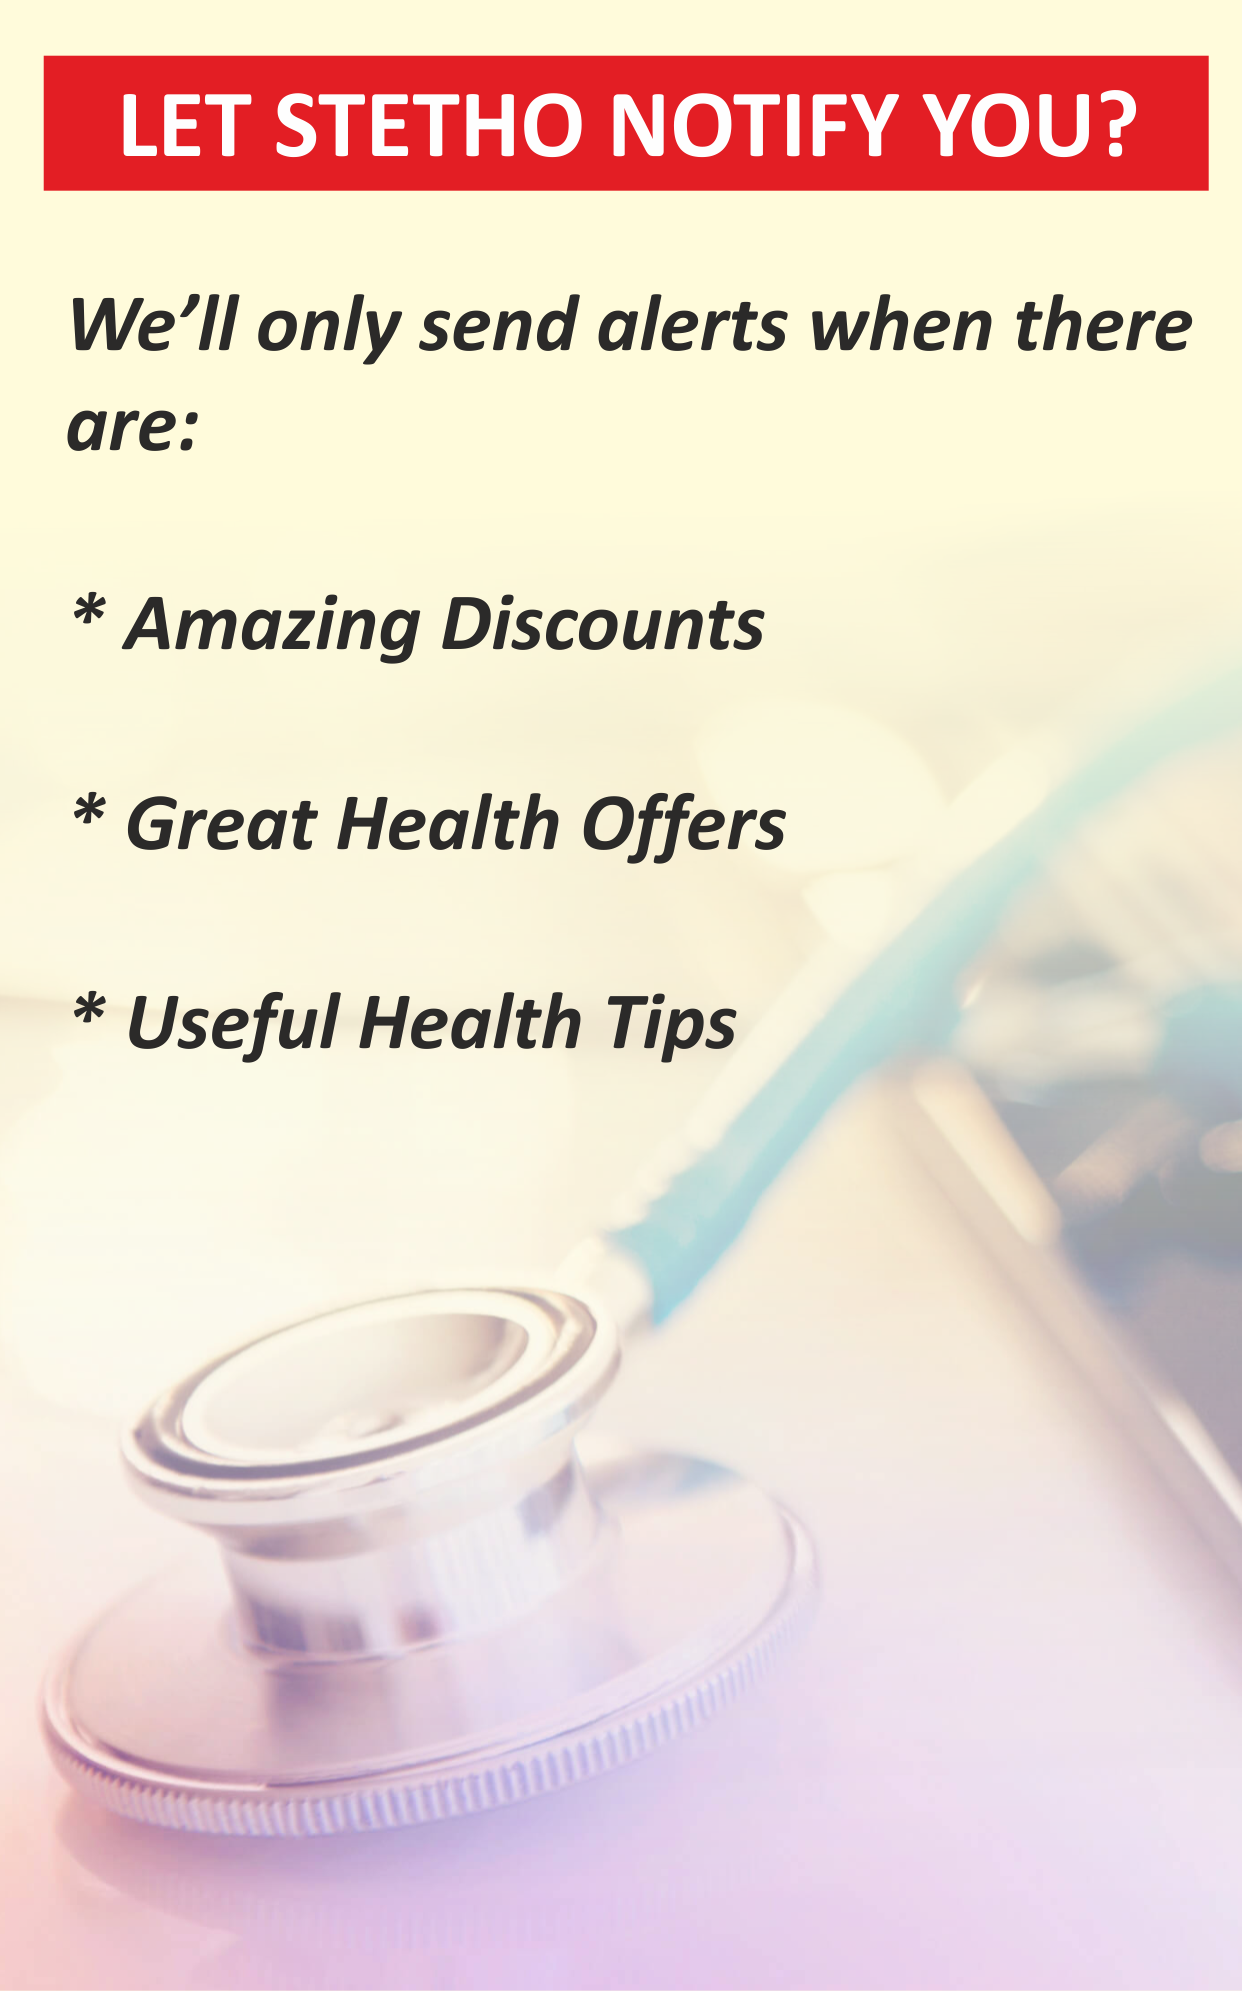 LET STETHO NOTIFY YOU?
We’ll only send alerts when there
are:
* Amazing Discounts
* Great Health Offers
* Useful Health Tips